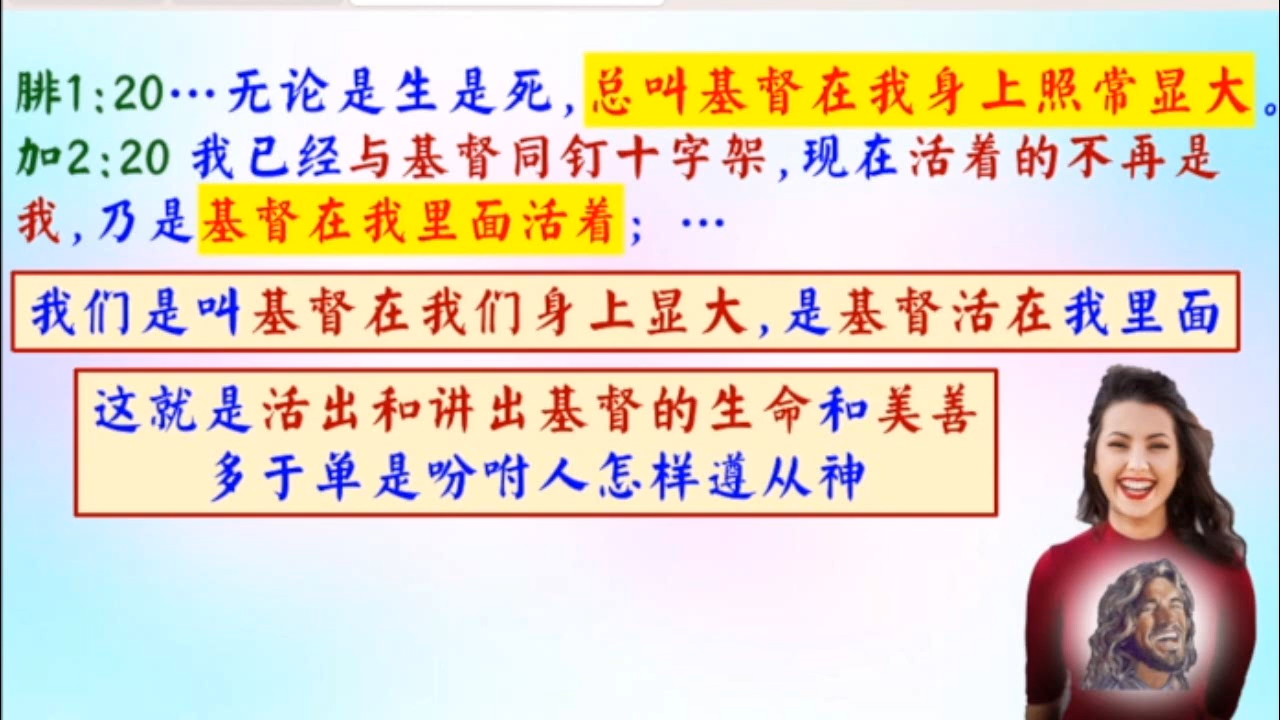 腓1:20…无论是生是死,总叫基督在我身上照常显大。
加2:20 我已经与基督同钉十字架,现在活着的不再是
我,乃是基督在我里面活着; …
我们是叫基督在我们身上显大,是基督活在我里面
这就是活出和讲出基督的生命和美善
多于单是吩咐人怎样遵从神